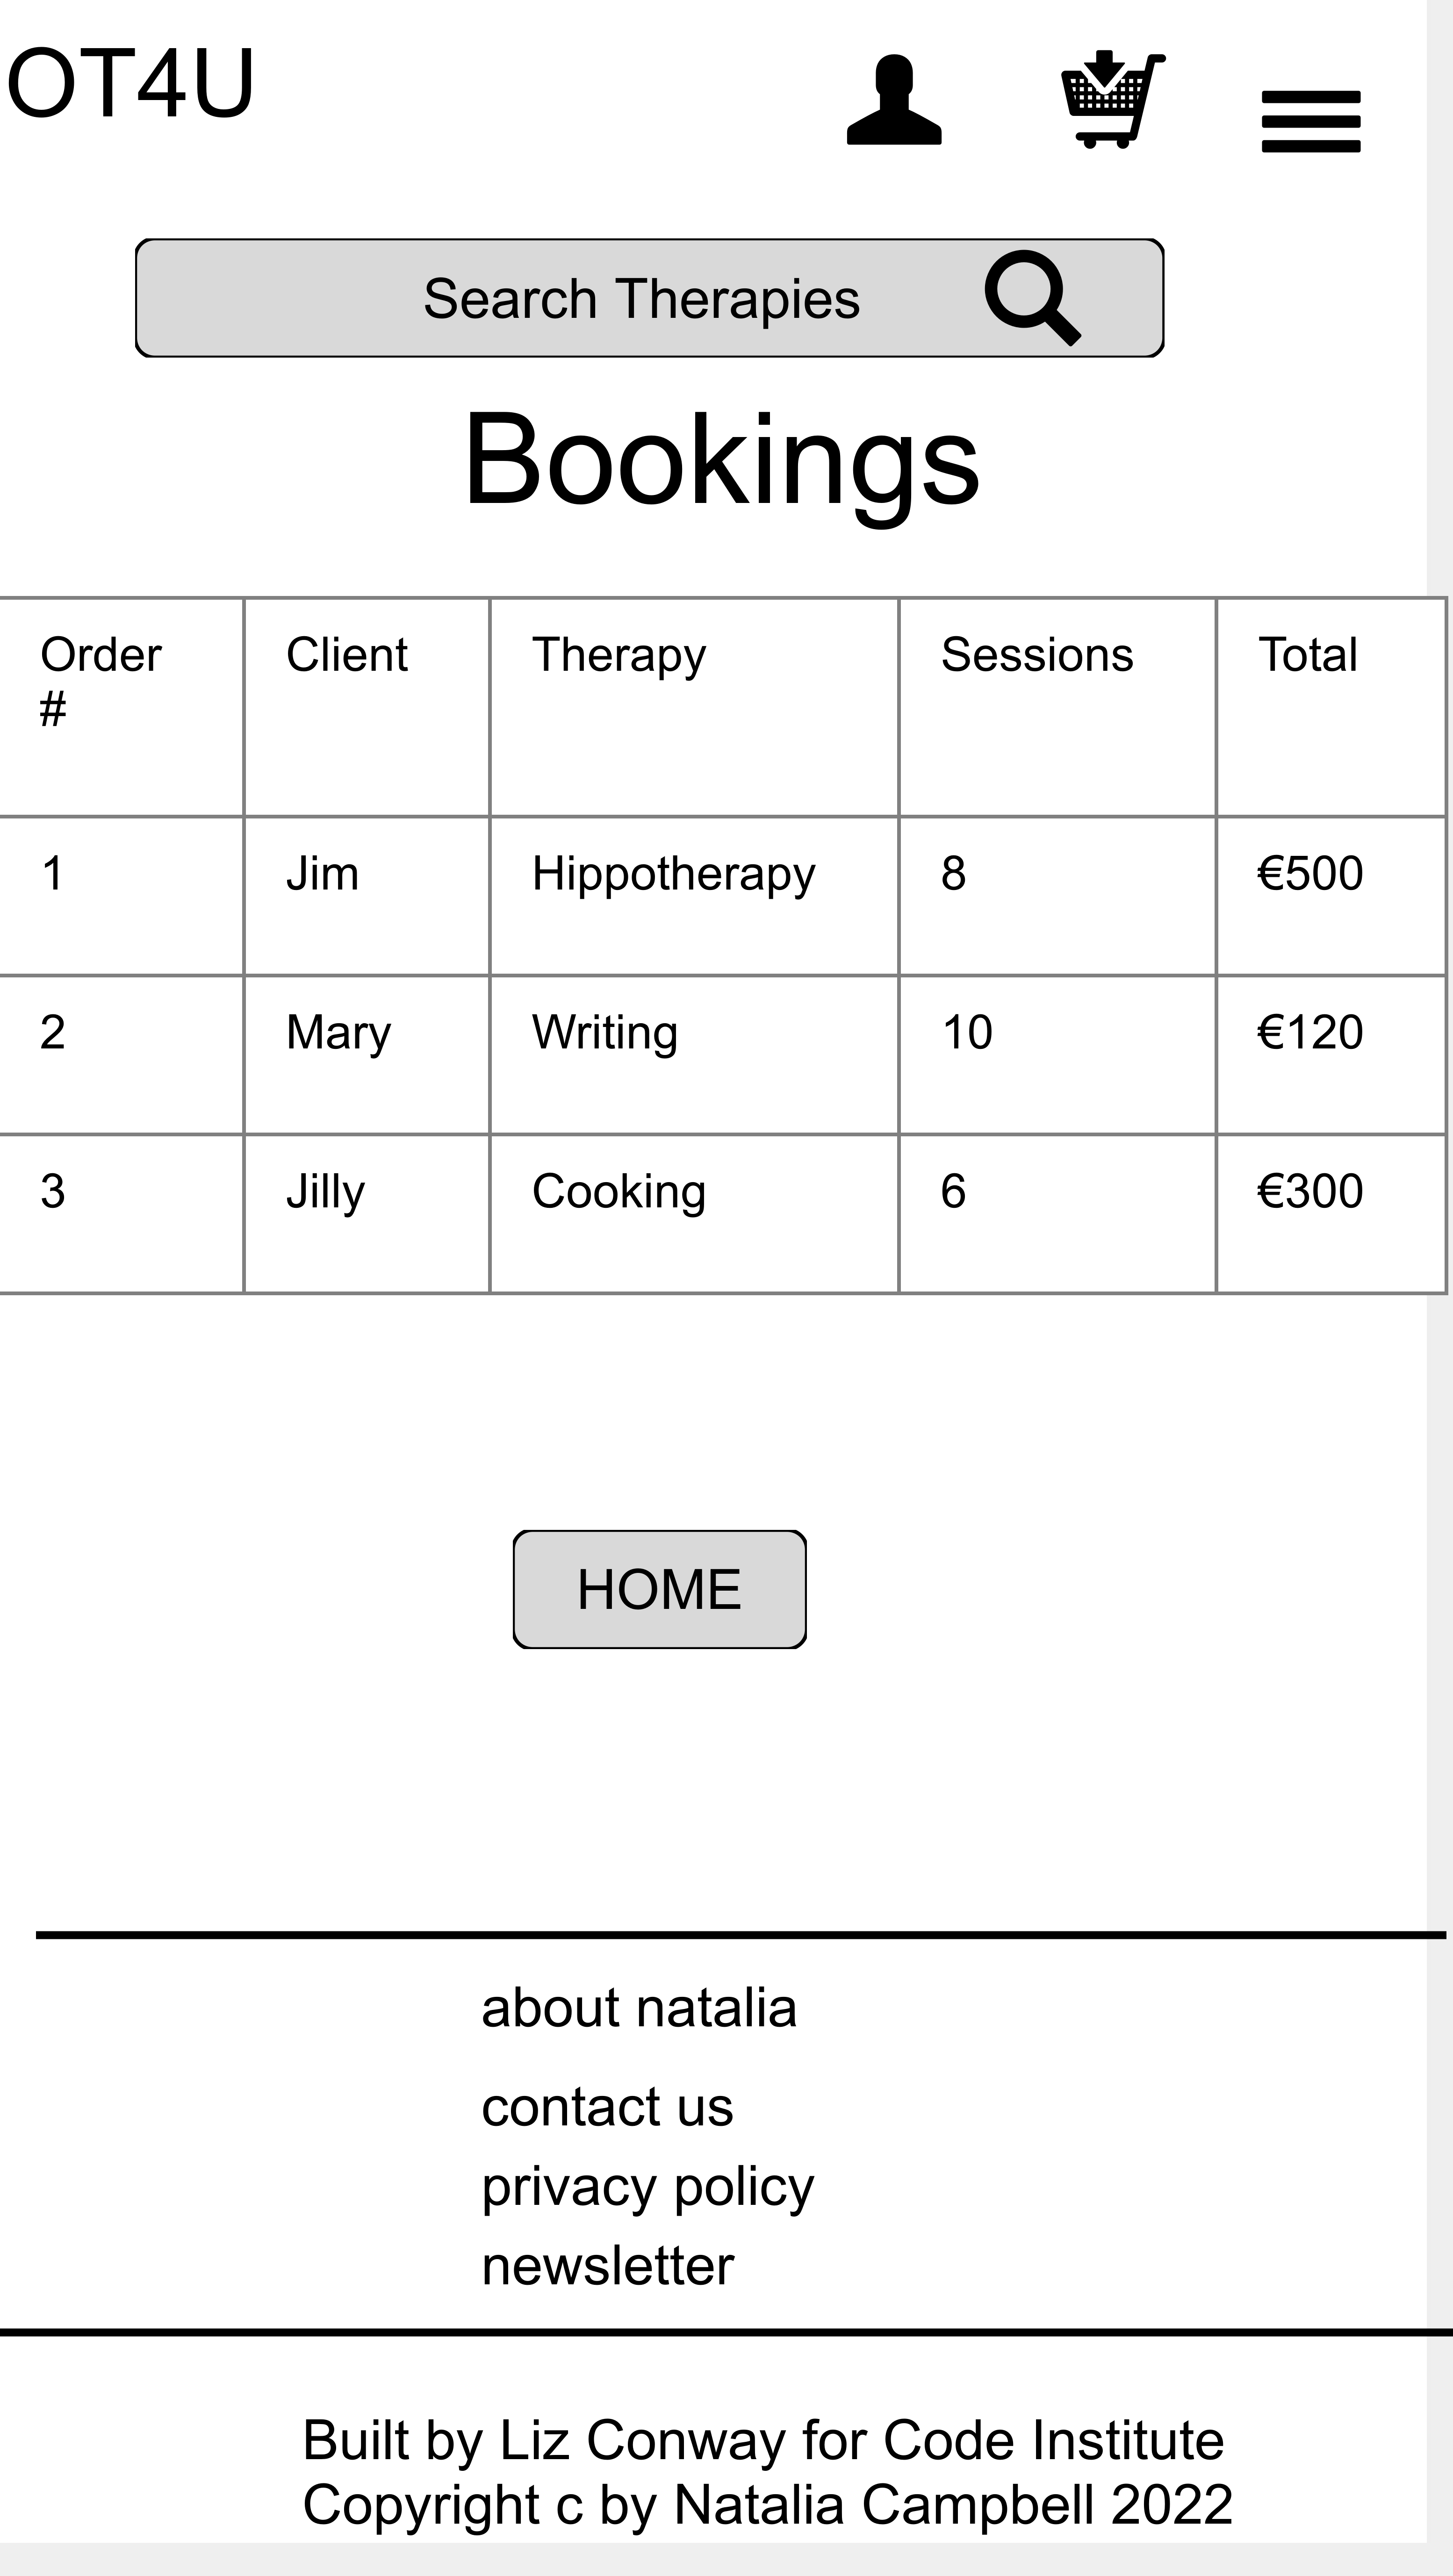 OT4U
Search Therapies
Bookings
Order # Client Therapy Sessions Total
1 Jim Hippotherapy 8 €500
2 Mary Writing 10 €120
3 Jilly Cooking 6 €300
HOME
about natalia
contact us
privacy policy
newsletter
Built by Liz Conway for Code Institute
Copyright c by Natalia Campbell 2022